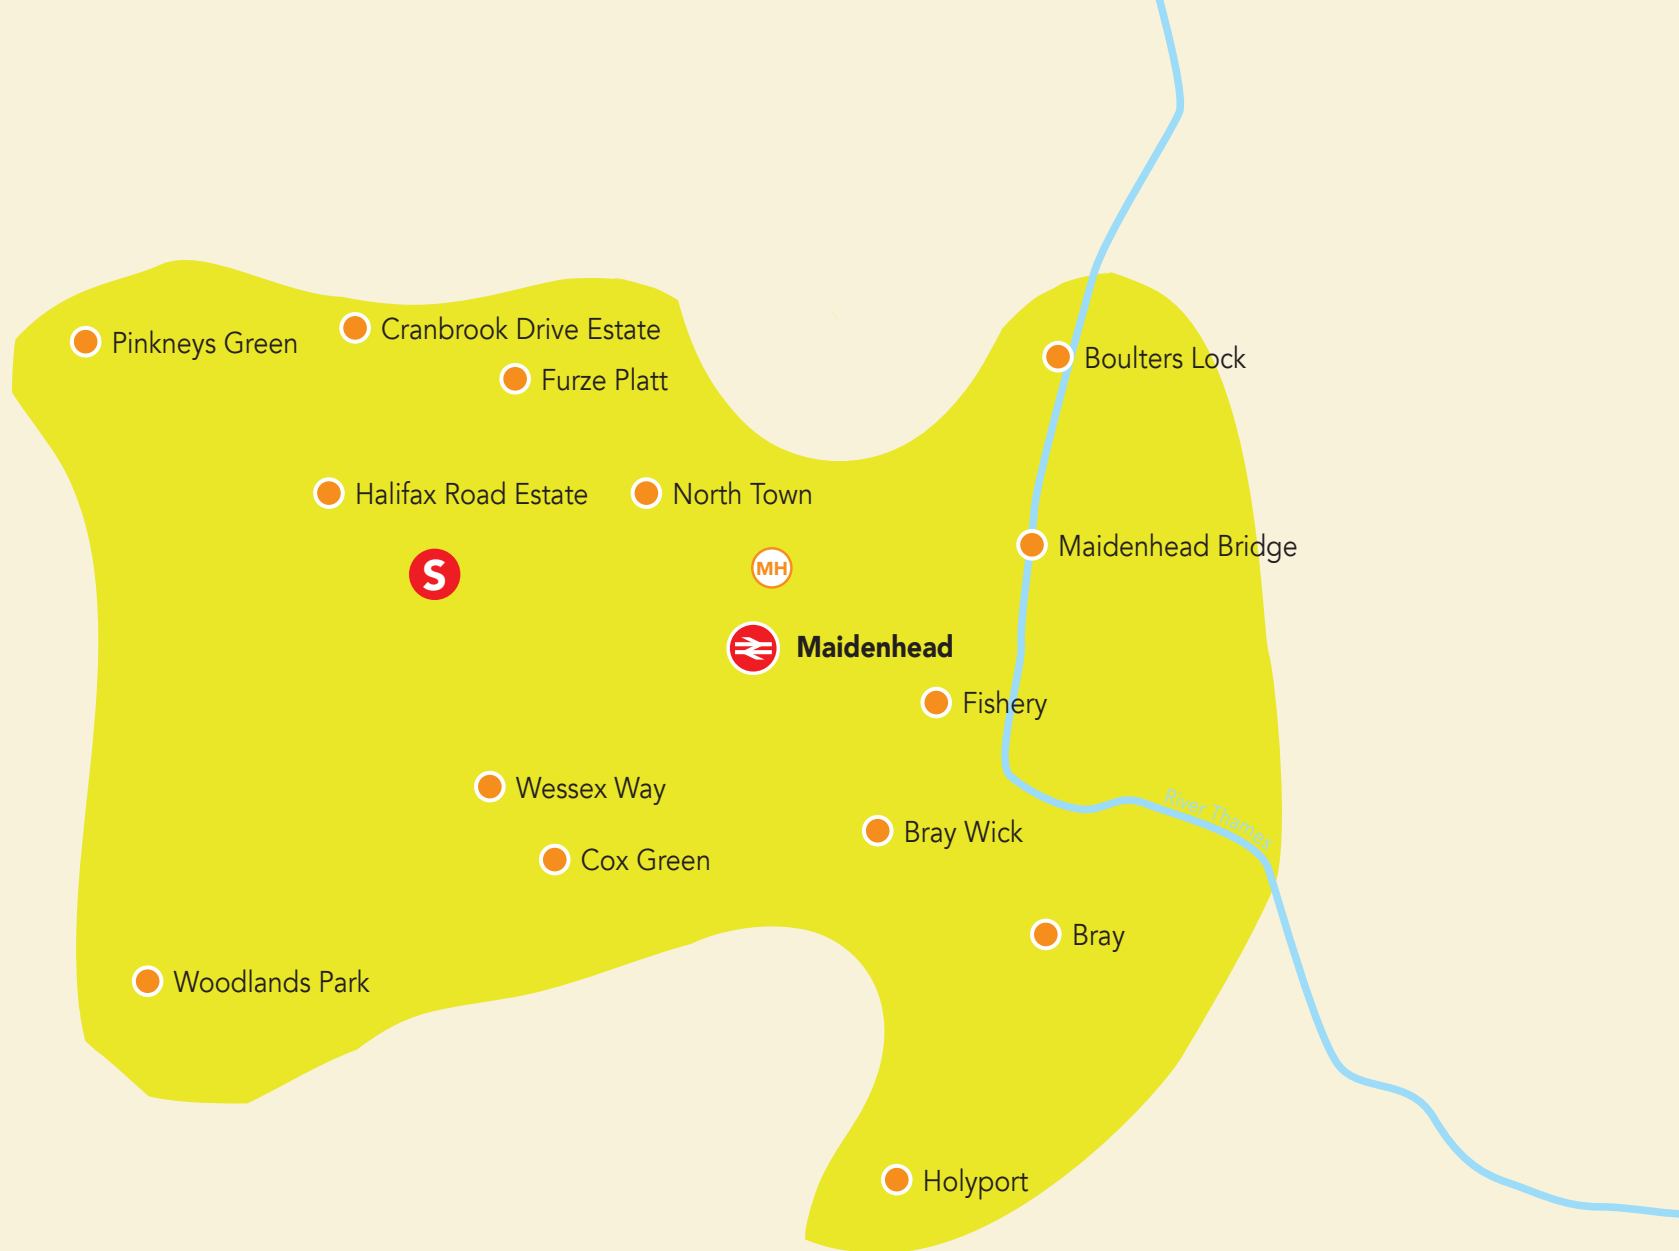 Cranbrook Drive Estate
Pinkneys Green
Boulters Lock
Furze Platt
Halifax Road Estate
North Town
Maidenhead Bridge
MH
S
Maidenhead
Fishery
Wessex Way
River Thames
Bray Wick
Cox Green
Bray
Woodlands Park
Holyport